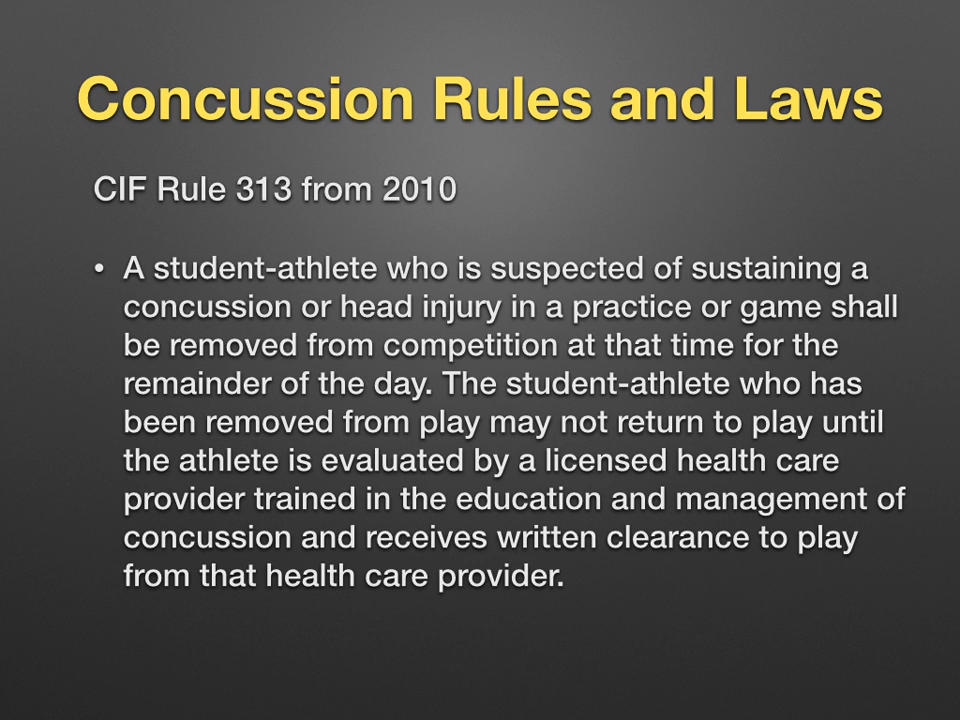 Concussion Rules and Laws
CIF Rule 313 from 2010
• A student-athlete who is suspected of sustaining a
concussion or head injury in a practice or game shall
be removed from competition at that time for the
remainder of the day. The student-athlete who has
been removed from play may not return to play until
the athlete is evaluated by a licensed health care
provider trained in the education and management of
concussion and receives written clearance to play
from that health care provider.